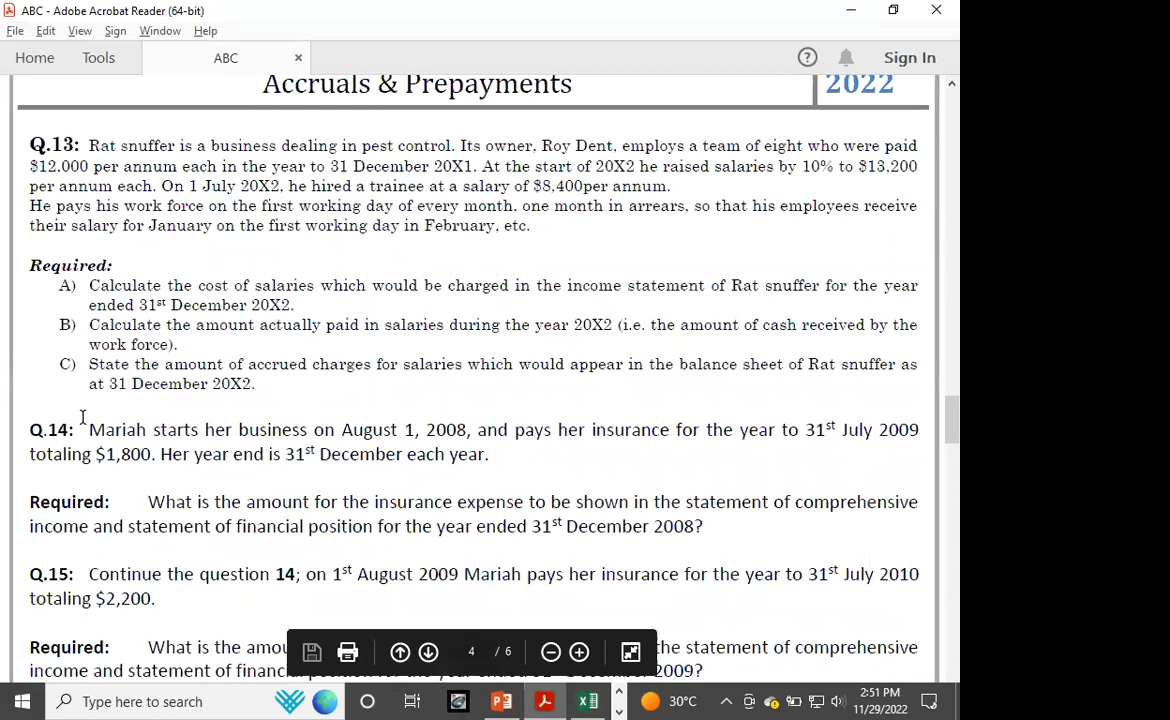 ABC - Adobe Acrobat Reader (64-bit)
File Edit View Sign Window Help
Home Tools ABC Sign In
Accruals & Prepayments 2022
Q.13: Rat snuffer is a business dealing in pest control. Its owner, Roy Dent, employs a team of eight who were paid
$12,000 per annum each in the year to 31 December 20X1. At the start of 20X2 he raised salaries by 10% to $13,200
per annum each. On 1 July 20X2, he hired a trainee at a salary of $8,400per annum.
He pays his work force on the first working day of every month, one month in arrears, so that his employees receive
their salary for January on the first working day in February, etc.
Required:
A) Calculate the cost of salaries which would be charged in the income statement of Rat snuffer for the year
ended 31st December 20X2.
B) Calculate the amount actually paid in salaries during the year 20X2 (i.e. the amount of cash received by the
work force).
C) State the amount of accrued charges for salaries which would appear in the balance sheet of Rat snuffer as
at 31 December 20X2.
Q.14: Mariah starts her business on August 1, 2008, and pays her insurance for the year to 31st July 2009
totaling $1,800. Her year end is 31st December each year.
Required: What is the amount for the insurance expense to be shown in the statement of comprehensive
income and statement of financial position for the year ended 31st December 2008?
Q.15: Continue the question 14; on 1st August 2009 Mariah pays her insurance for the year to 31st July 2010
totaling $2,200.
Required: What is the amou the statement of comprehensive
income and statement of financi 2009?
4 / 6
Type here to search
30°C
2:51 PM
11/29/2022